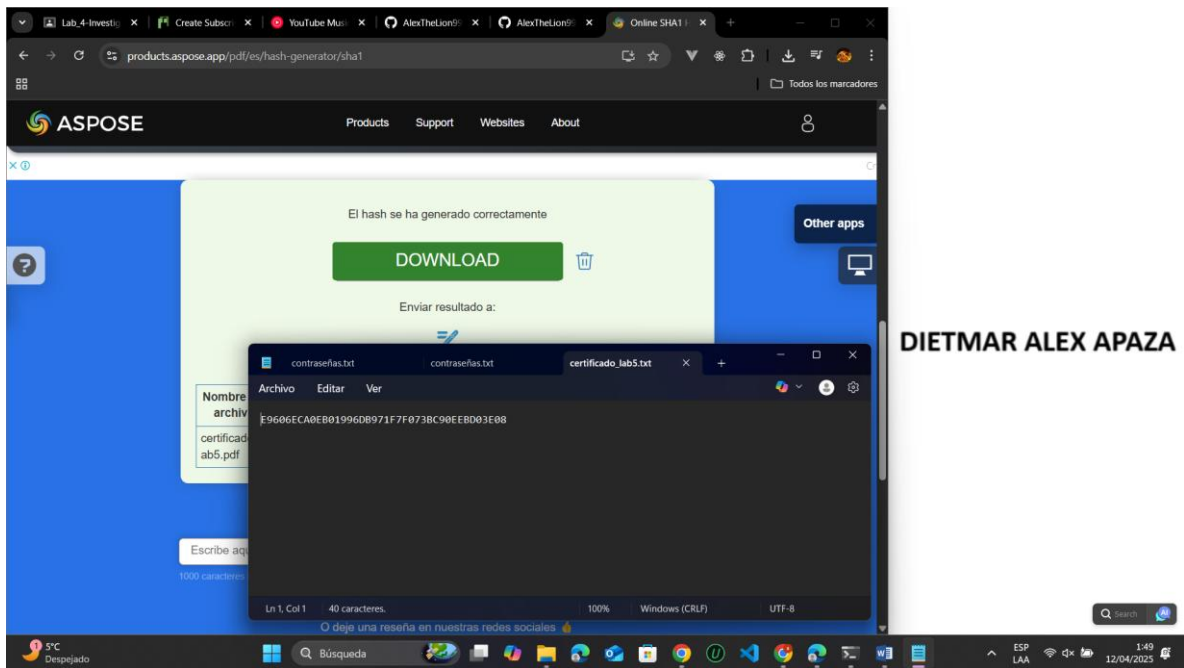 Lab_4-Investig
Create Subscri
YouTube Musi
AlexTheLion9
AlexTheLion9
Online SHA1 H
products.aspose.app/pdf/es/hash-generator/sha1
Todos los marcadores
ASPOSE
Products Support Websites About
El hash se ha generado correctamente
Other apps
DOWNLOAD
Enviar resultado a:
DIETMAR ALEX APAZA
contraseñas.txt contraseñas.txt certificado_lab5.txt
Archivo Editar Ver
E9606ECA0EB01996DB971F7F073BC90EEBD03E08
Nombre
archiv
certificad
ab5.pdf
Escribe aqu
1000 caracteres
Ln 1, Col 1 40 caracteres. 100% Windows (CRLF) UTF-8
O deje una reseña en nuestras redes sociales
Search
1
5°C
Despejado
Búsqueda
ESP
LAA
1:49
12/04/2025